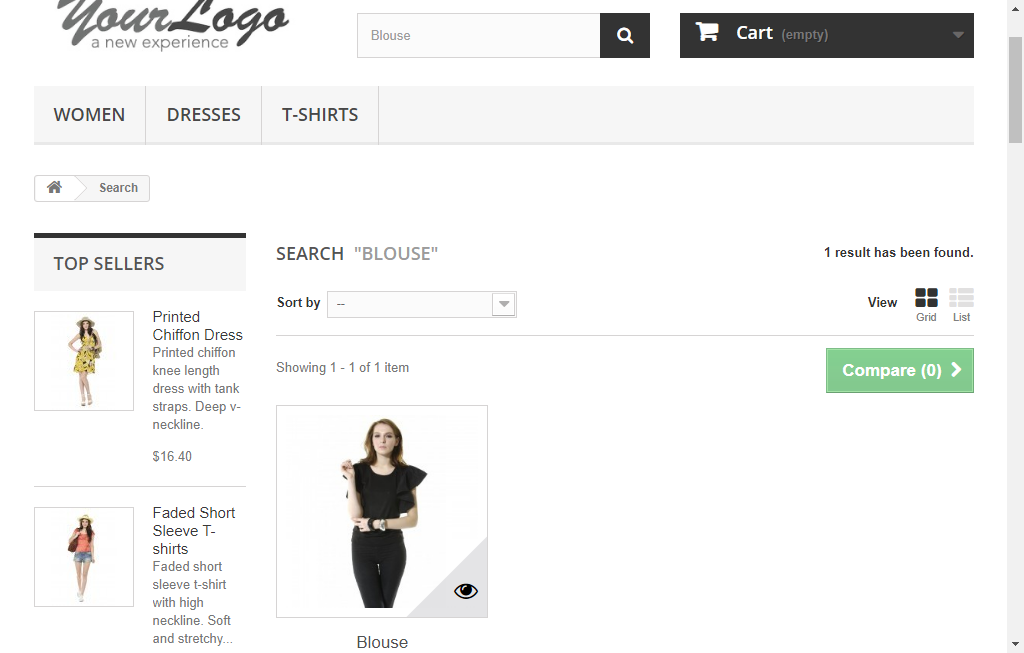 YourLogo
a new experience
Blouse
Cart (empty)
WOMEN
DRESSES
T-SHIRTS
Search
TOP SELLERS
Printed
Chiffon Dress
Printed chiffon
knee length
dress with tank
straps. Deep v-
neckline.
$16.40
Faded Short
Sleeve T-
shirts
Faded short
sleeve t-shirt
with high
neckline. Soft
and stretchy...
SEARCH "BLOUSE"
1 result has been found.
Sort by
--
View
Grid
List
Showing 1 - 1 of 1 item
Compare (0)
Blouse